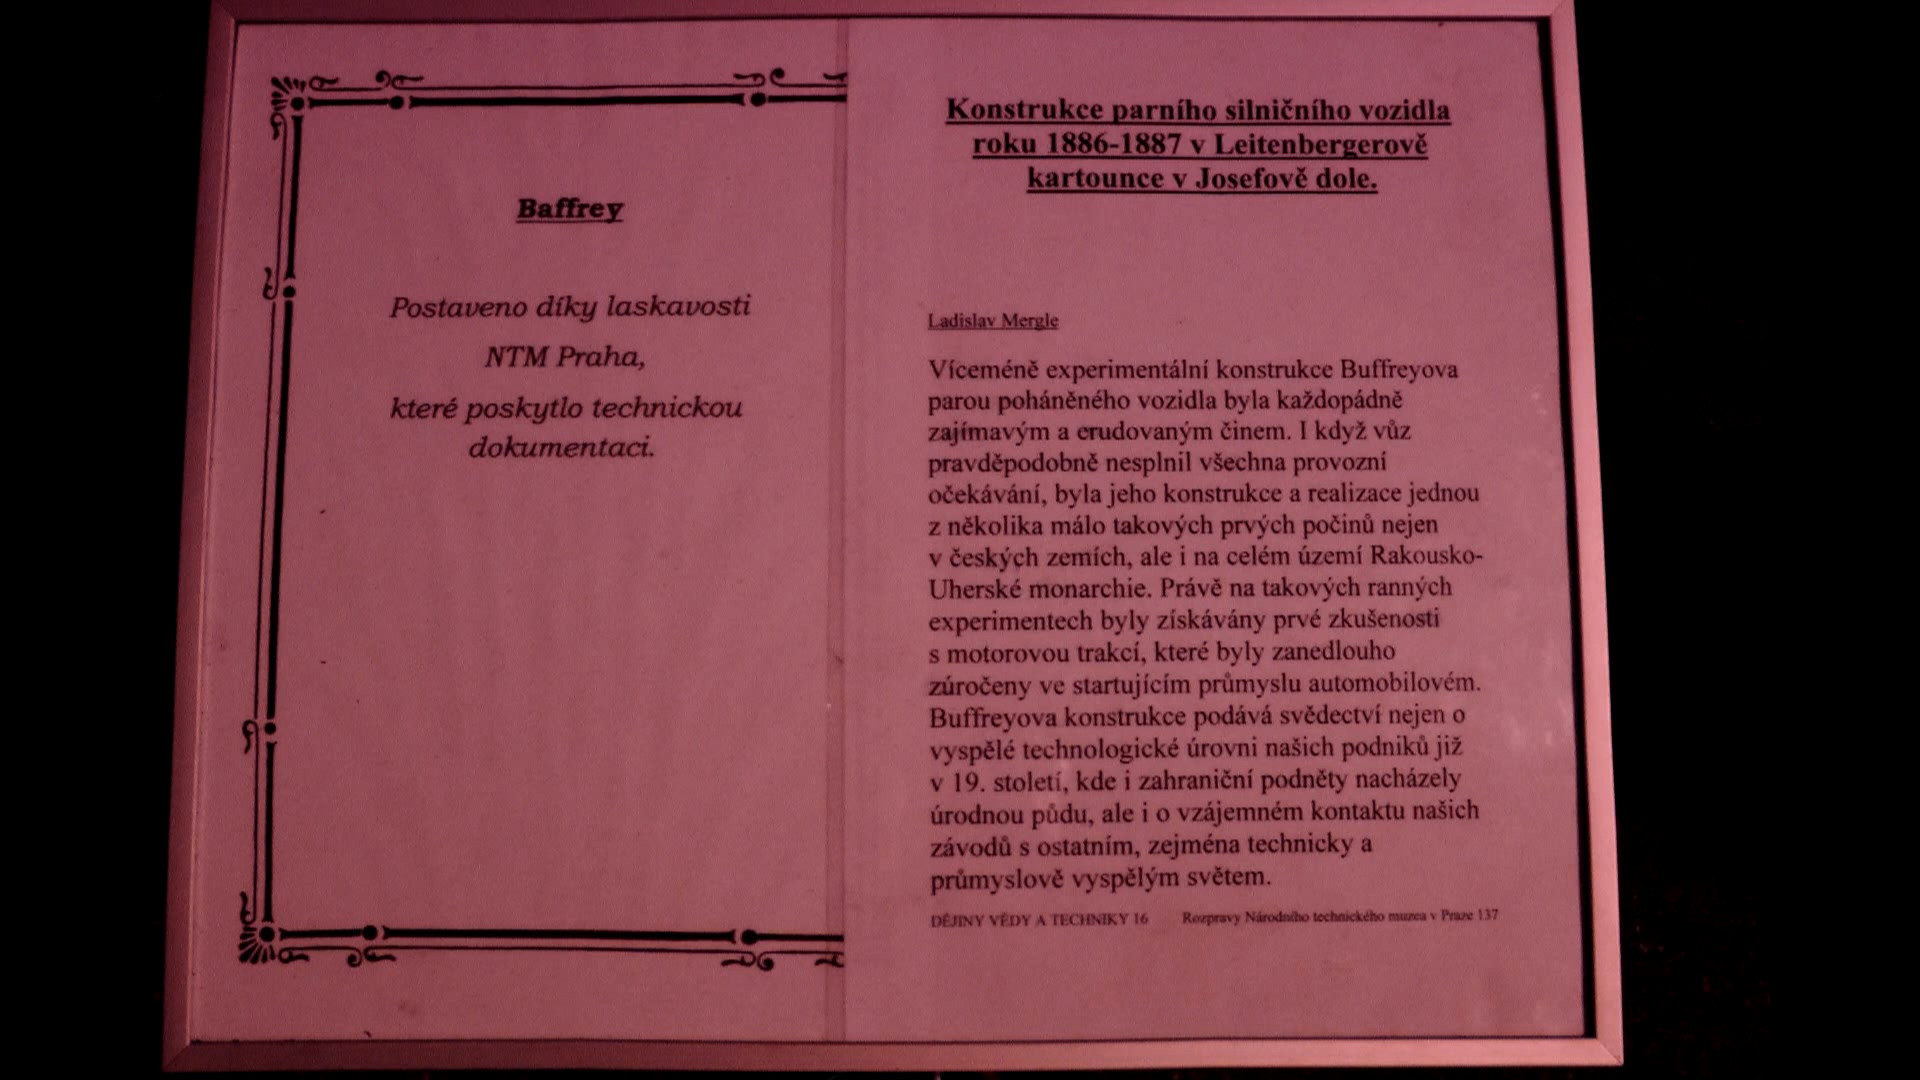 Baffrey
Postaveno díky laskavosti
NTM Praha,
které poskytlo technickou
dokumentaci.
Konstrukce parního silničního vozidla
roku 1886-1887 v Leitenbergerově
kartounce v Josefově dole.
Ladislav Mergle
Víceméně experimentální konstrukce Buffreyova
parou poháněného vozidla byla každopádně
zajímavým a erudovaným činem. I když vůz
pravděpodobně nesplnil všechna provozní
očekávání, byla jeho konstrukce a realizace jednou
z několika málo takových prvých počinů nejen
v českých zemích, ale i na celém území Rakousko-
Uherské monarchie. Právě na takových ranných
experimentech byly získávány prvé zkušenosti
s motorovou trakcí, které byly zanedlouho
zúročeny ve startujícím průmyslu automobilovém.
Buffreyova konstrukce podává svědectví nejen o
vyspělé technologické úrovni našich podniků již
v 19. století, kde i zahraniční podněty nacházely
úrodnou půdu, ale i o vzájemném kontaktu našich
závodů s ostatním, zejména technicky a
průmyslově vyspělým světem.
DĚJINY VĚDY A TECHNIKY 16 Rozpravy Národního technického muzea v Praze 137